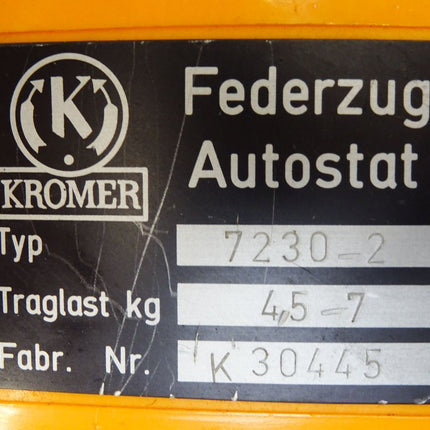 K
KROMER
Federzug
Autostat
Typ 7230-2
Traglast kg 4,5-7
Fabr. Nr. K 30445